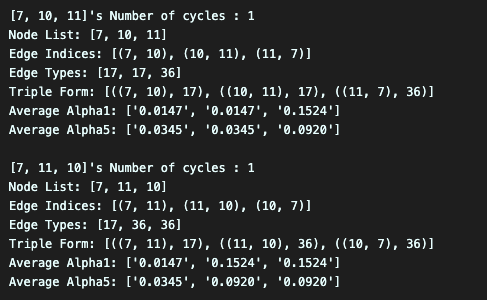 [7, 10, 11]'s Number of cycles : 1
Node List: [7, 10, 11]
Edge Indices: [(7, 10), (10, 11), (11, 7)]
Edge Types: [17, 17, 36]
Triple Form: [((7, 10), 17), ((10, 11), 17), ((11, 7), 36)]
Average Alpha1: ['0.0147', '0.0147', '0.1524']
Average Alpha5: ['0.0345', '0.0345', '0.0920']
[7, 11, 10]'s Number of cycles : 1
Node List: [7, 11, 10]
Edge Indices: [(7, 11), (11, 10), (10, 7)]
Edge Types: [17, 36, 36]
Triple Form: [((7, 11), 17), ((11, 10), 36), ((10, 7), 36)]
Average Alpha1: ['0.0147', '0.1524', '0.1524']
Average Alpha5: ['0.0345', '0.0920', '0.0920']